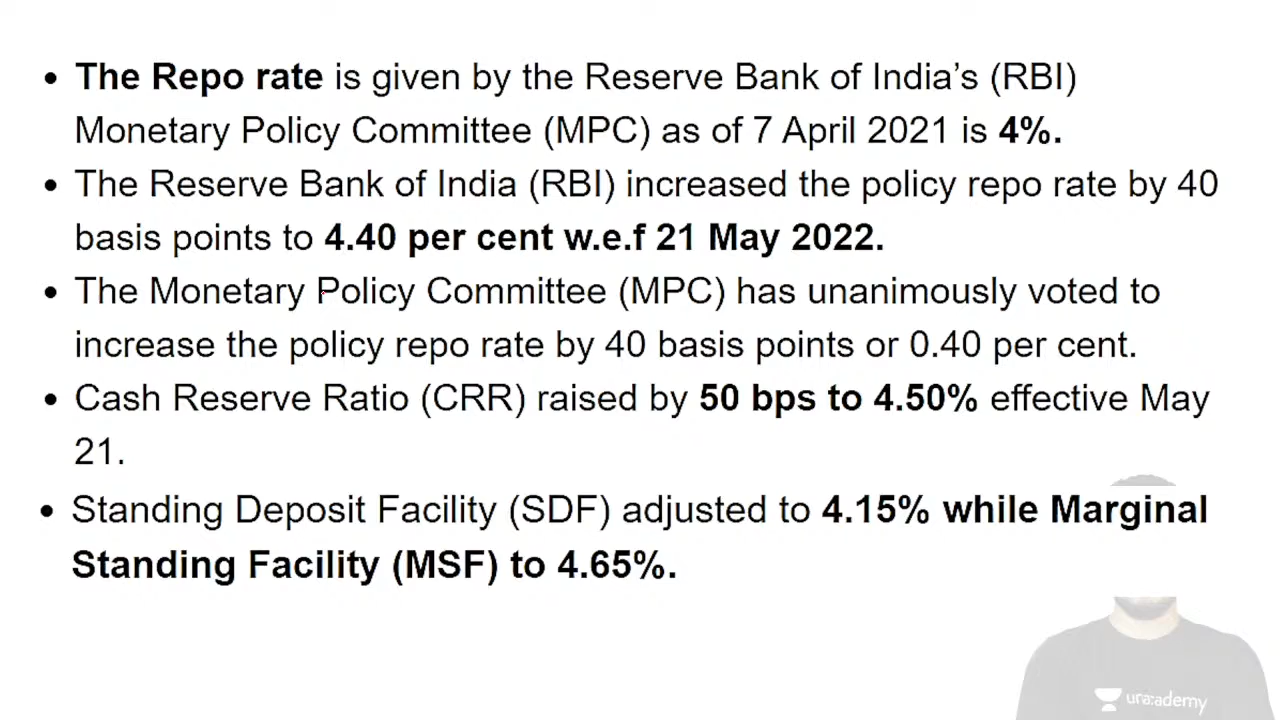 • The Repo rate is given by the Reserve Bank of India’s (RBI)
Monetary Policy Committee (MPC) as of 7 April 2021 is 4%.
• The Reserve Bank of India (RBI) increased the policy repo rate by 40
basis points to 4.40 per cent w.e.f 21 May 2022.
• The Monetary Policy Committee (MPC) has unanimously voted to
increase the policy repo rate by 40 basis points or 0.40 per cent.
• Cash Reserve Ratio (CRR) raised by 50 bps to 4.50% effective May
21.
• Standing Deposit Facility (SDF) adjusted to 4.15% while Marginal
Standing Facility (MSF) to 4.65%.
unacademy